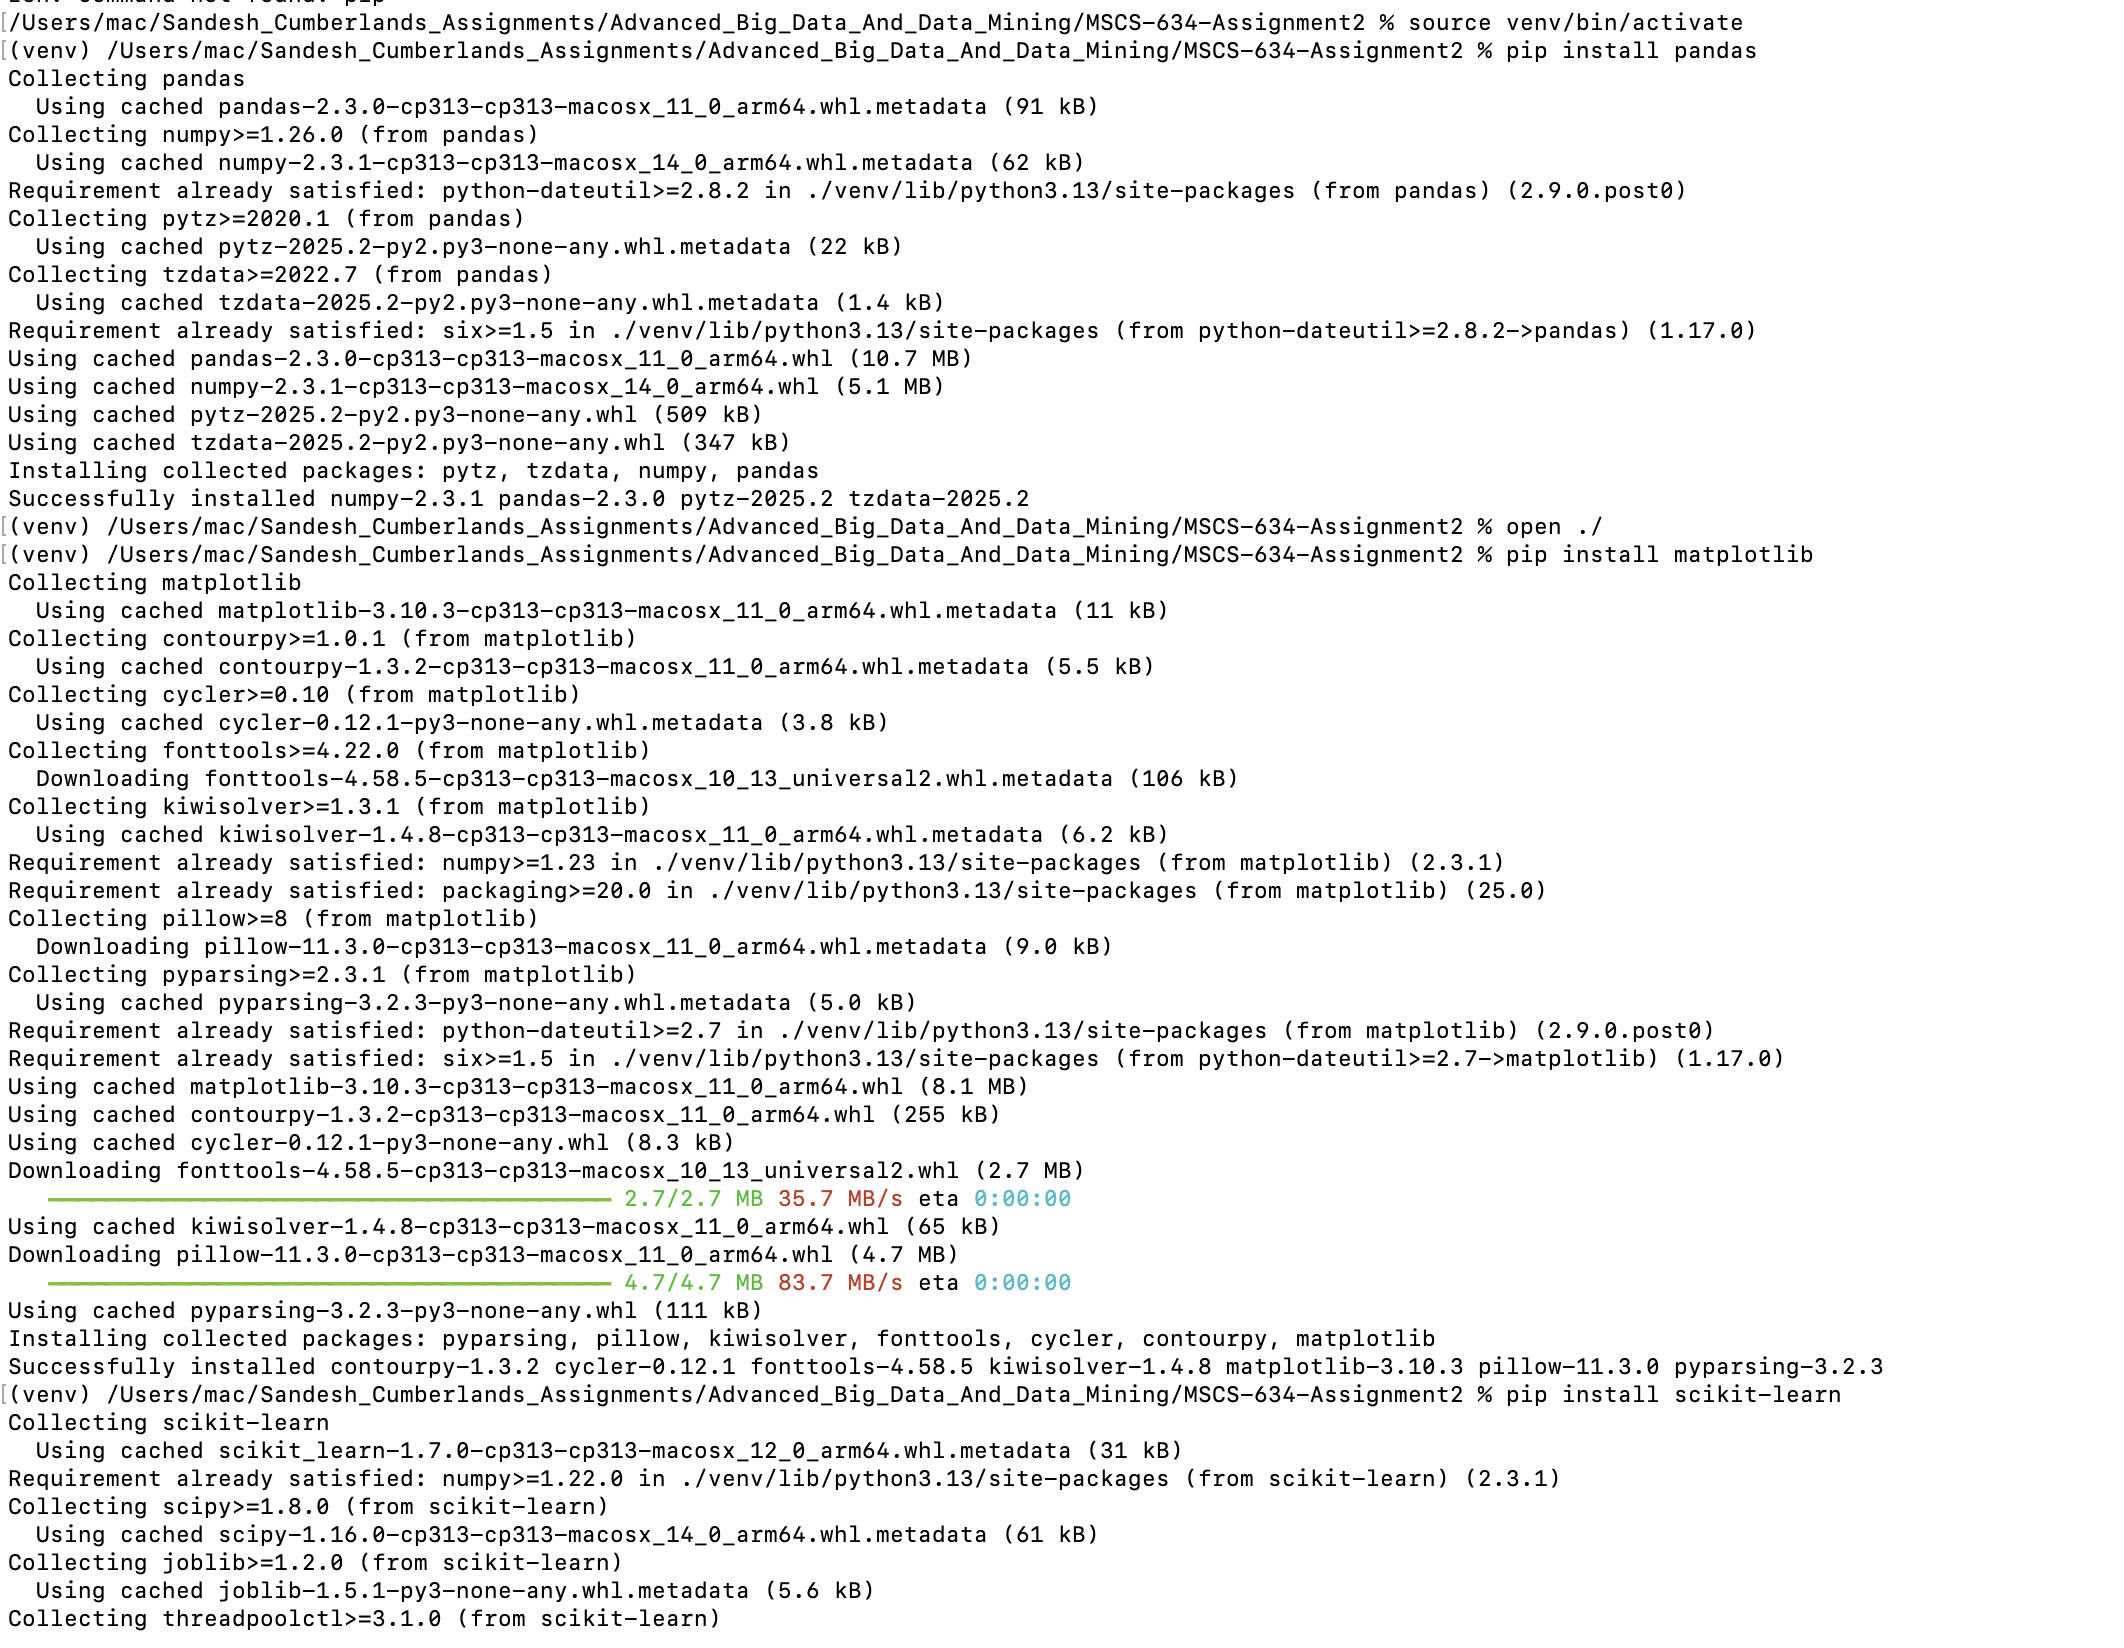 zsh: command not found: pip
[/Users/mac/Sandesh_Cumberlands_Assignments/Advanced_Big_Data_And_Data_Mining/MSCS-634-Assignment2 % source venv/bin/activate
[(venv) /Users/mac/Sandesh_Cumberlands_Assignments/Advanced_Big_Data_And_Data_Mining/MSCS-634-Assignment2 % pip install pandas
Collecting pandas
  Using cached pandas-2.3.0-cp313-cp313-macosx_11_0_arm64.whl.metadata (91 kB)
Collecting numpy>=1.26.0 (from pandas)
  Using cached numpy-2.3.1-cp313-cp313-macosx_14_0_arm64.whl.metadata (62 kB)
Requirement already satisfied: python-dateutil>=2.8.2 in ./venv/lib/python3.13/site-packages (from pandas) (2.9.0.post0)
Collecting pytz>=2020.1 (from pandas)
  Using cached pytz-2025.2-py2.py3-none-any.whl.metadata (22 kB)
Collecting tzdata>=2022.7 (from pandas)
  Using cached tzdata-2025.2-py2.py3-none-any.whl.metadata (1.4 kB)
Requirement already satisfied: six>=1.5 in ./venv/lib/python3.13/site-packages (from python-dateutil>=2.8.2->pandas) (1.17.0)
Using cached pandas-2.3.0-cp313-cp313-macosx_11_0_arm64.whl (10.7 MB)
Using cached numpy-2.3.1-cp313-cp313-macosx_14_0_arm64.whl (5.1 MB)
Using cached pytz-2025.2-py2.py3-none-any.whl (509 kB)
Using cached tzdata-2025.2-py2.py3-none-any.whl (347 kB)
Installing collected packages: pytz, tzdata, numpy, pandas
Successfully installed numpy-2.3.1 pandas-2.3.0 pytz-2025.2 tzdata-2025.2
[(venv) /Users/mac/Sandesh_Cumberlands_Assignments/Advanced_Big_Data_And_Data_Mining/MSCS-634-Assignment2 % open ./
[(venv) /Users/mac/Sandesh_Cumberlands_Assignments/Advanced_Big_Data_And_Data_Mining/MSCS-634-Assignment2 % pip install matplotlib
Collecting matplotlib
  Using cached matplotlib-3.10.3-cp313-cp313-macosx_11_0_arm64.whl.metadata (11 kB)
Collecting contourpy>=1.0.1 (from matplotlib)
  Using cached contourpy-1.3.2-cp313-cp313-macosx_11_0_arm64.whl.metadata (5.5 kB)
Collecting cycler>=0.10 (from matplotlib)
  Using cached cycler-0.12.1-py3-none-any.whl.metadata (3.8 kB)
Collecting fonttools>=4.22.0 (from matplotlib)
  Downloading fonttools-4.58.5-cp313-cp313-macosx_10_13_universal2.whl.metadata (106 kB)
Collecting kiwisolver>=1.3.1 (from matplotlib)
  Using cached kiwisolver-1.4.8-cp313-cp313-macosx_11_0_arm64.whl.metadata (6.2 kB)
Requirement already satisfied: numpy>=1.23 in ./venv/lib/python3.13/site-packages (from matplotlib) (2.3.1)
Requirement already satisfied: packaging>=20.0 in ./venv/lib/python3.13/site-packages (from matplotlib) (25.0)
Collecting pillow>=8 (from matplotlib)
  Downloading pillow-11.3.0-cp313-cp313-macosx_11_0_arm64.whl.metadata (9.0 kB)
Collecting pyparsing>=2.3.1 (from matplotlib)
  Using cached pyparsing-3.2.3-py3-none-any.whl.metadata (5.0 kB)
Requirement already satisfied: python-dateutil>=2.7 in ./venv/lib/python3.13/site-packages (from matplotlib) (2.9.0.post0)
Requirement already satisfied: six>=1.5 in ./venv/lib/python3.13/site-packages (from python-dateutil>=2.7->matplotlib) (1.17.0)
Using cached matplotlib-3.10.3-cp313-cp313-macosx_11_0_arm64.whl (8.1 MB)
Using cached contourpy-1.3.2-cp313-cp313-macosx_11_0_arm64.whl (255 kB)
Using cached cycler-0.12.1-py3-none-any.whl (8.3 kB)
Downloading fonttools-4.58.5-cp313-cp313-macosx_10_13_universal2.whl (2.7 MB)
2.7/2.7 MB 35.7 MB/s eta 0:00:00
Using cached kiwisolver-1.4.8-cp313-cp313-macosx_11_0_arm64.whl (65 kB)
Downloading pillow-11.3.0-cp313-cp313-macosx_11_0_arm64.whl (4.7 MB)
4.7/4.7 MB 83.7 MB/s eta 0:00:00
Using cached pyparsing-3.2.3-py3-none-any.whl (111 kB)
Installing collected packages: pyparsing, pillow, kiwisolver, fonttools, cycler, contourpy, matplotlib
Successfully installed contourpy-1.3.2 cycler-0.12.1 fonttools-4.58.5 kiwisolver-1.4.8 matplotlib-3.10.3 pillow-11.3.0 pyparsing-3.2.3
[(venv) /Users/mac/Sandesh_Cumberlands_Assignments/Advanced_Big_Data_And_Data_Mining/MSCS-634-Assignment2 % pip install scikit-learn
Collecting scikit-learn
  Using cached scikit_learn-1.7.0-cp313-cp313-macosx_12_0_arm64.whl.metadata (31 kB)
Requirement already satisfied: numpy>=1.22.0 in ./venv/lib/python3.13/site-packages (from scikit-learn) (2.3.1)
Collecting scipy>=1.8.0 (from scikit-learn)
  Using cached scipy-1.16.0-cp313-cp313-macosx_14_0_arm64.whl.metadata (61 kB)
Collecting joblib>=1.2.0 (from scikit-learn)
  Using cached joblib-1.5.1-py3-none-any.whl.metadata (5.6 kB)
Collecting threadpoolctl>=3.1.0 (from scikit-learn)